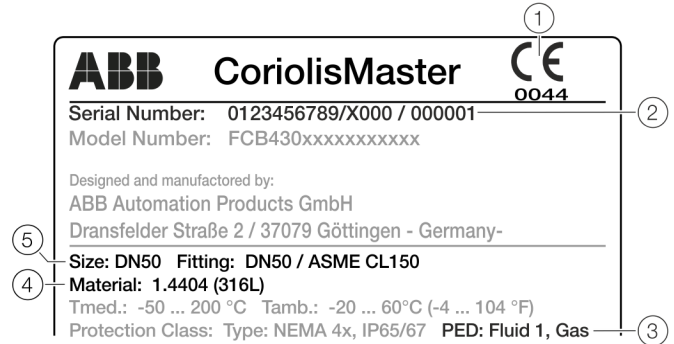 1
ABB CoriolisMaster CE
0044
Serial Number: 0123456789/X000 / 000001 2
Model Number: FCB430xxxxxxxxxxx
Designed and manufactored by:
ABB Automation Products GmbH
Dransfelder Straße 2 / 37079 Göttingen - Germany-
5 Size: DN50 Fitting: DN50 / ASME CL150
4 Material: 1.4404 (316L)
Tmed.: -50 ... 200 °C Tamb.: -20 ... 60°C (-4 ... 104 °F)
Protection Class: Type: NEMA 4x, IP65/67 PED: Fluid 1, Gas 3